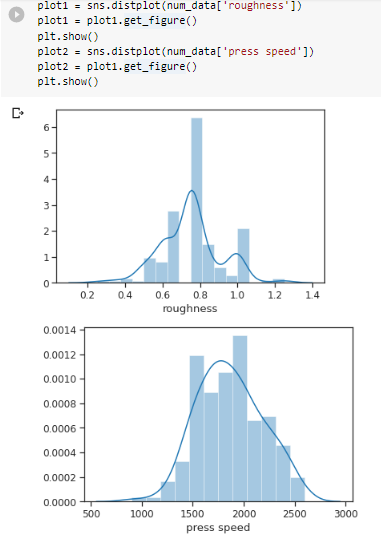 plot1 = sns.distplot(num_data['roughness'])
plot1 = plot1.get_figure()
plt.show()
plot2 = sns.distplot(num_data['press speed'])
plot2 = plot1.get_figure()
plt.show()
6
5
4
3
2
1
0
0.2 0.4 0.6 0.8 1.0 1.2 1.4
roughness
0.0014
0.0012
0.0010
0.0008
0.0006
0.0004
0.0002
0.0000
500 1000 1500 2000 2500 3000
press speed